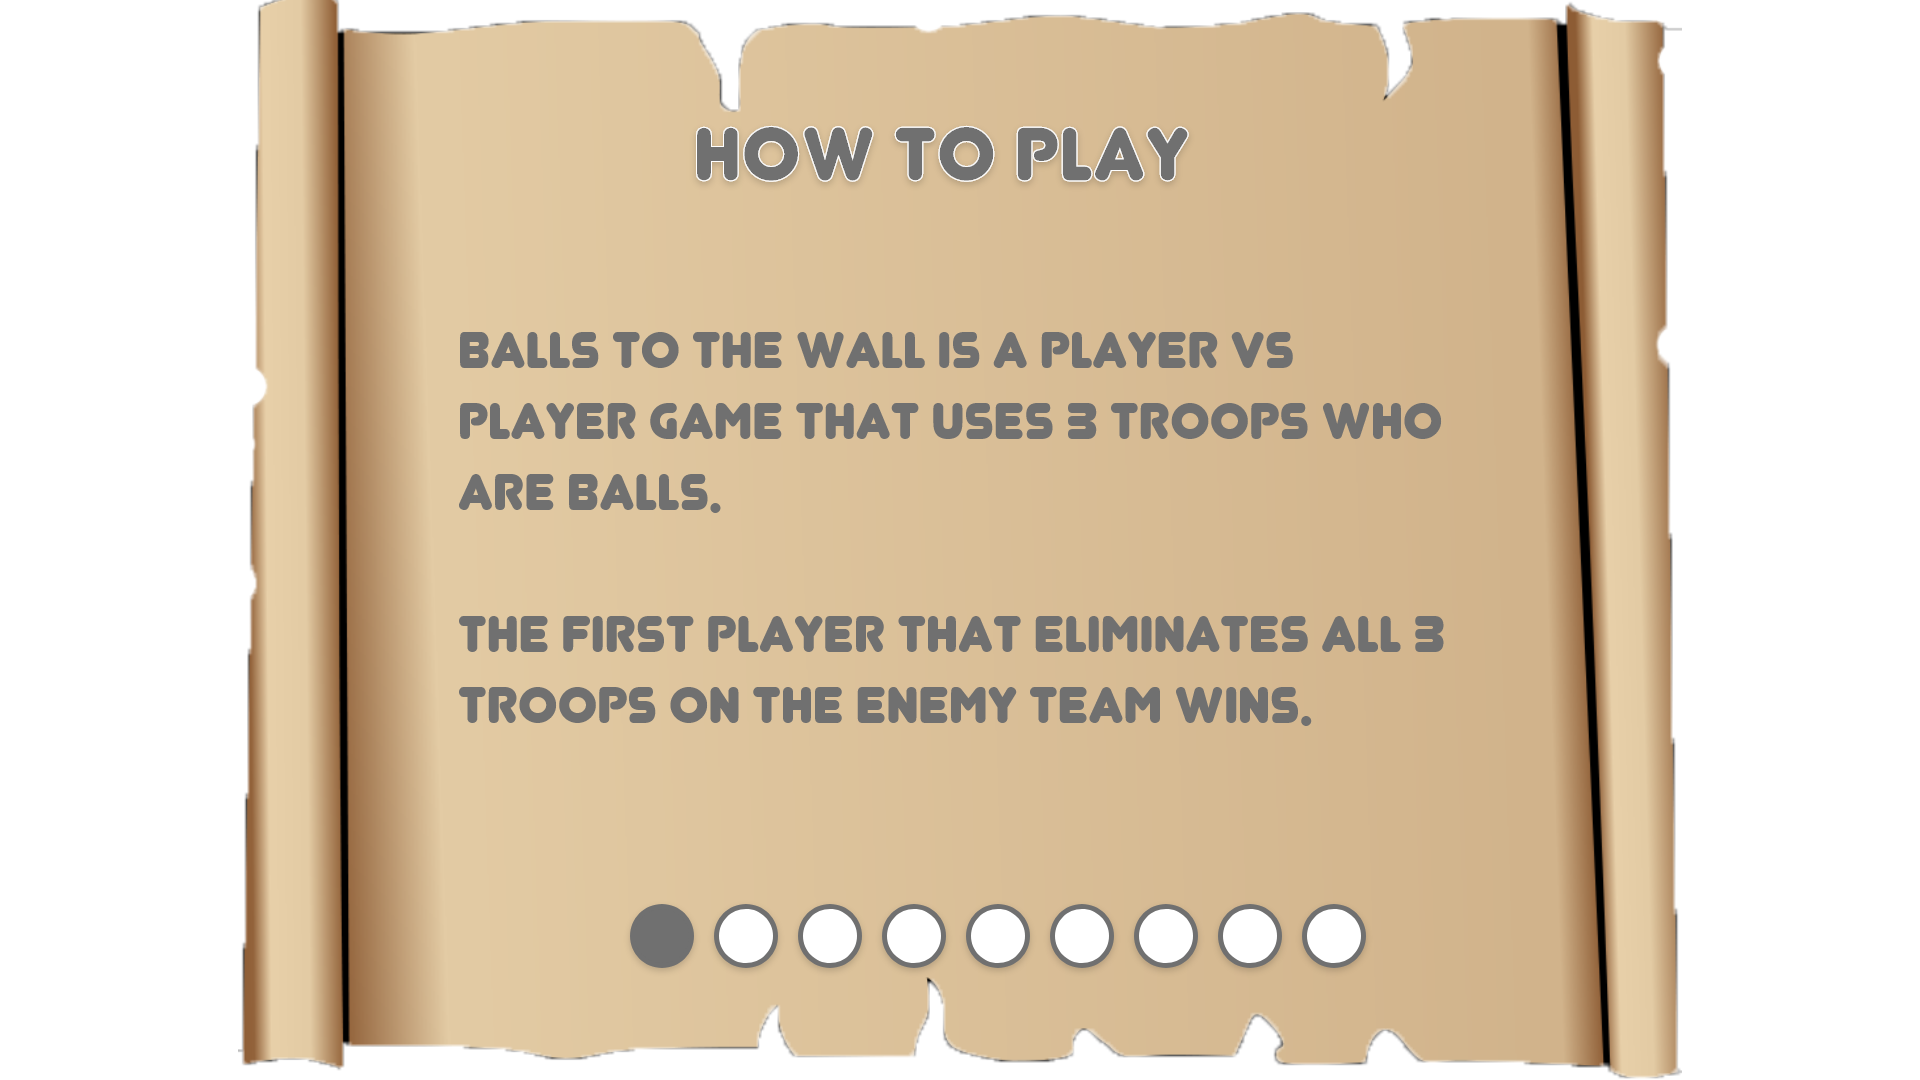 HOW TO PLAY
BALLS TO THE WALL IS A PLAYER VS
PLAYER GAME THAT USES 3 TROOPS WHO
ARE BALLS.
THE FIRST PLAYER THAT ELIMINATES ALL 3
TROOPS ON THE ENEMY TEAM WINS.